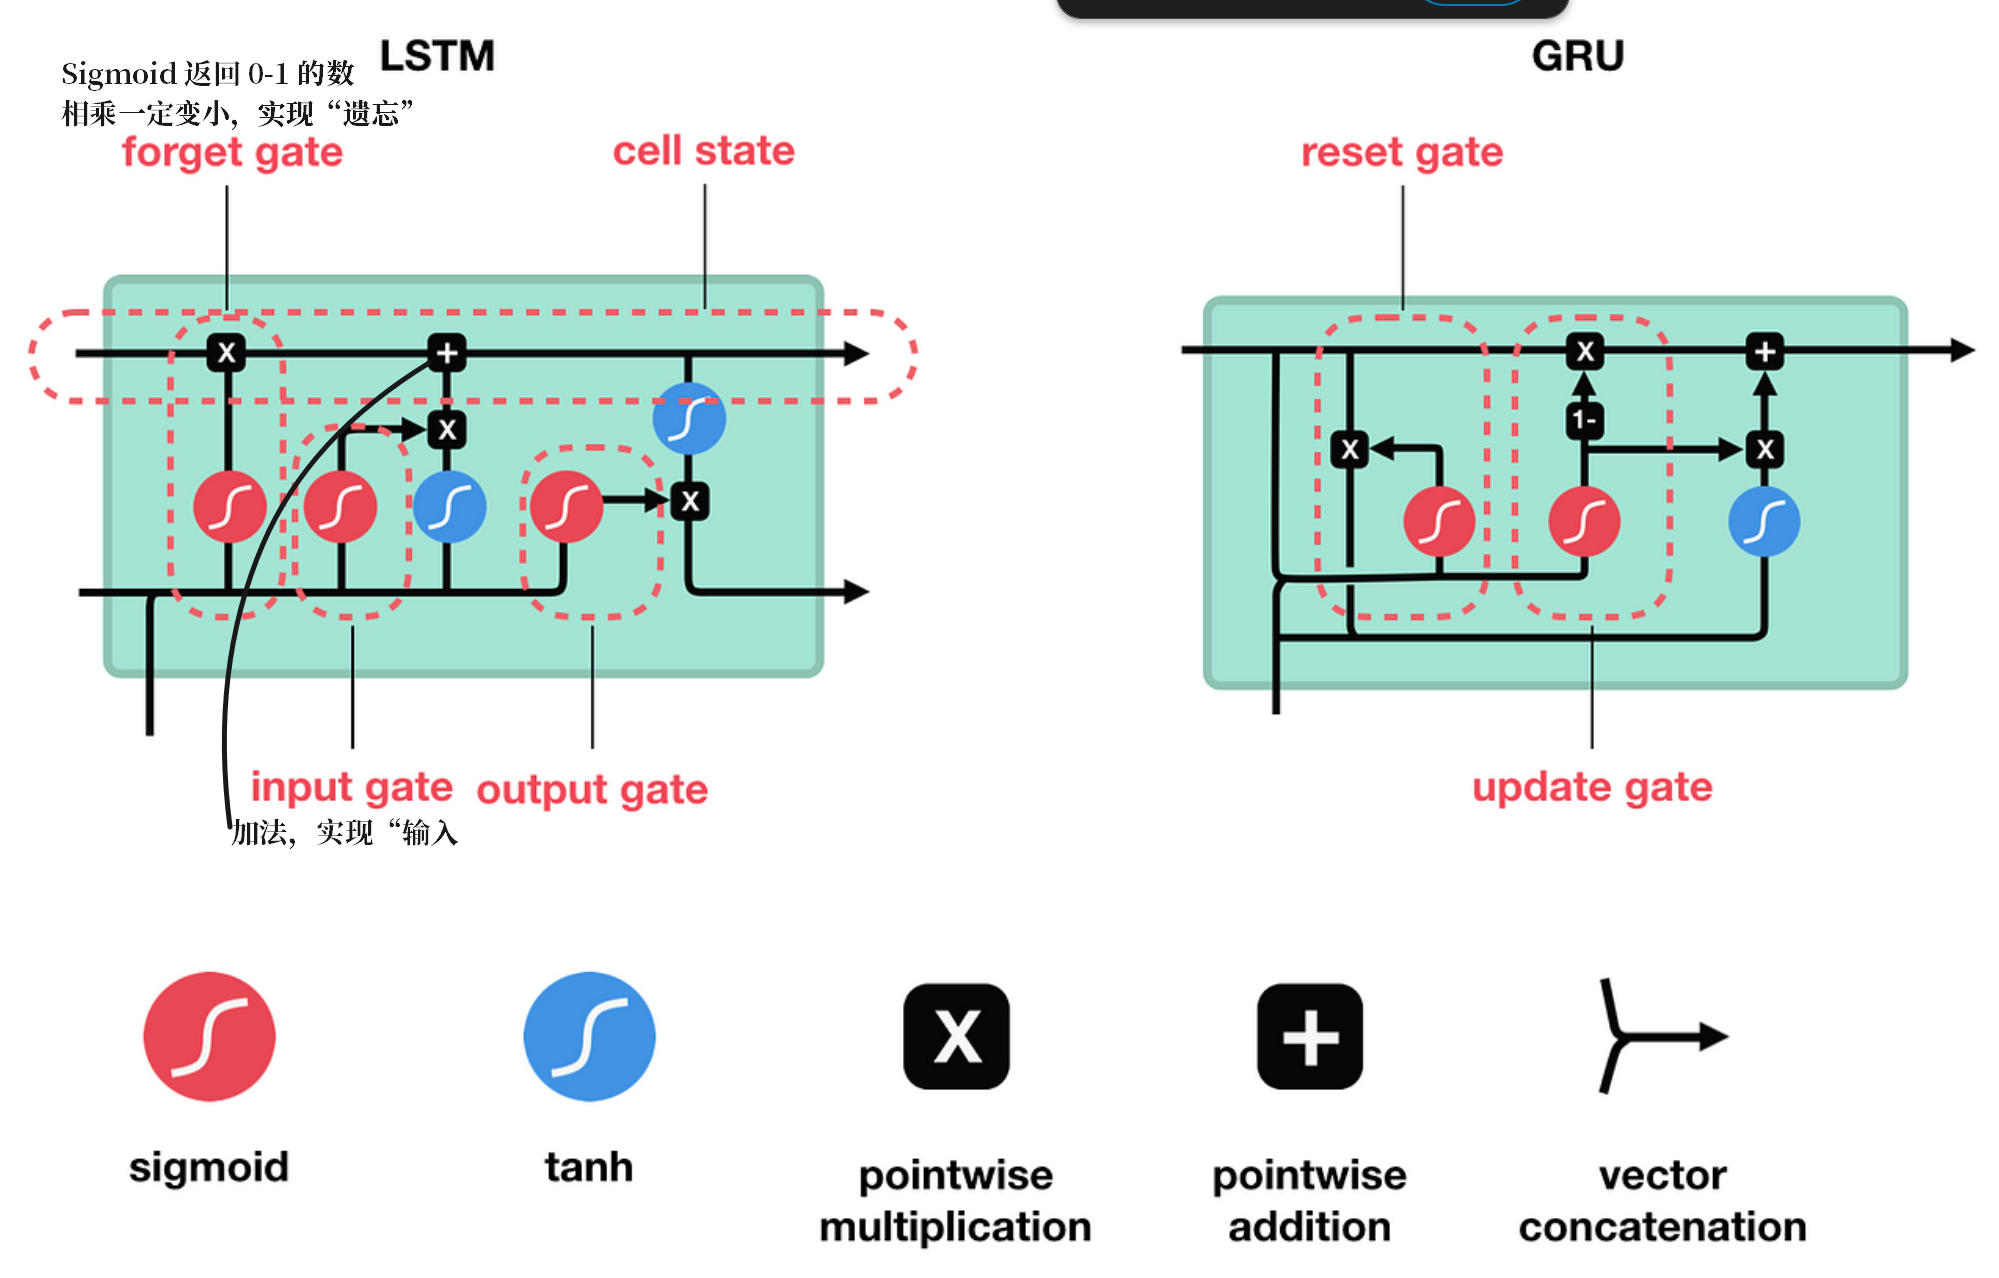 LSTM
GRU
Sigmoid 返回 0-1 的数
相乘一定变小，实现“遗忘”
forget gate
cell state
reset gate
X
+
X
X
X
+
1-
X
X
input gate
output gate
update gate
加法，实现“输入
X
+
sigmoid
tanh
pointwise
multiplication
pointwise
addition
vector
concatenation